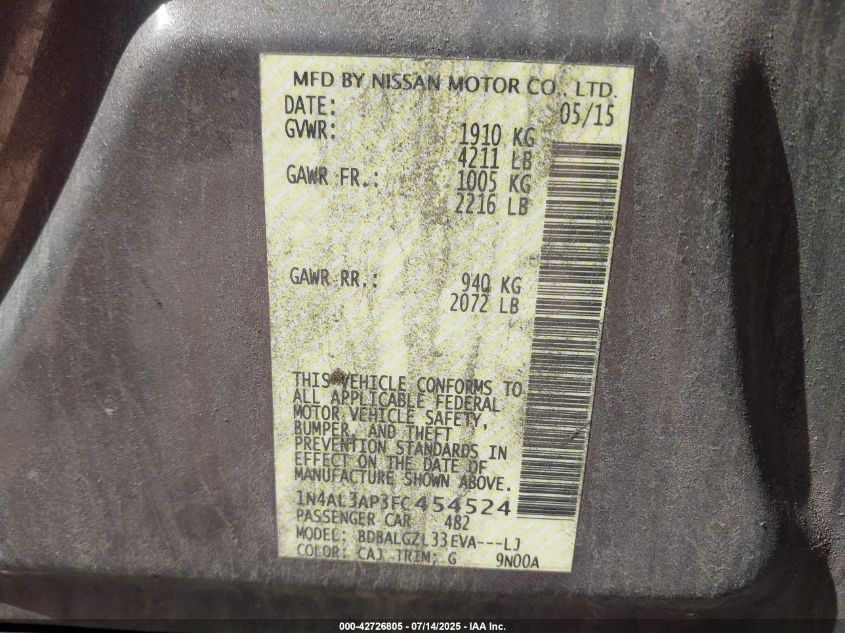 MFD BY NISSAN MOTOR CO., LTD.
DATE: 05/15
GVWR: 1910 KG
4211 LB
GAWR FR.: 1005 KG
2216 LB
GAWR RR.: 940 KG
2072 LB
THIS VEHICLE CONFORMS TO
ALL APPLICABLE FEDERAL
MOTOR VEHICLE SAFETY,
BUMPER, AND THEFT
PREVENTION STANDARDS IN
EFFECT ON THE DATE OF
MANUFACTURE SHOWN ABOVE.
1N4AL3AP3FC454524
PASSENGER CAR 482
MODEL: BDBALGZL33EVA---LJ
COLOR: CAJ TRIM: G 9N00A
000-42726805 - 07/14/2025 - IAA Inc.